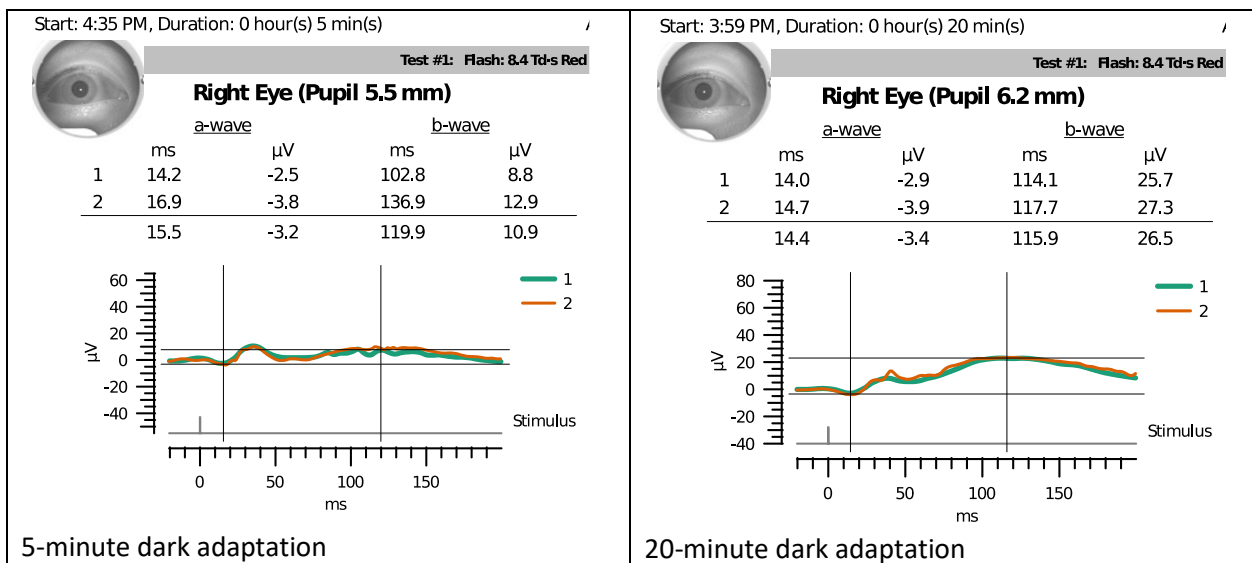 Start: 4:35 PM, Duration: 0 hour(s) 5 min(s)
Test #1: Flash: 8.4 Td·s Red
Right Eye (Pupil 5.5 mm)
a-wave b-wave
ms µV ms µV
1 14.2 -2.5 102.8 8.8
2 16.9 -3.8 136.9 12.9
15.5 -3.2 119.9 10.9
60
40
20
0
-20
-40
µV
1
2
Stimulus
0 50 100 150
ms
5-minute dark adaptation
Start: 3:59 PM, Duration: 0 hour(s) 20 min(s)
Test #1: Flash: 8.4 Td·s Red
Right Eye (Pupil 6.2 mm)
a-wave b-wave
ms µV ms µV
1 14.0 -2.9 114.1 25.7
2 14.7 -3.9 117.7 27.3
14.4 -3.4 115.9 26.5
80
60
40
20
0
-20
-40
µV
1
2
Stimulus
0 50 100 150
ms
20-minute dark adaptation